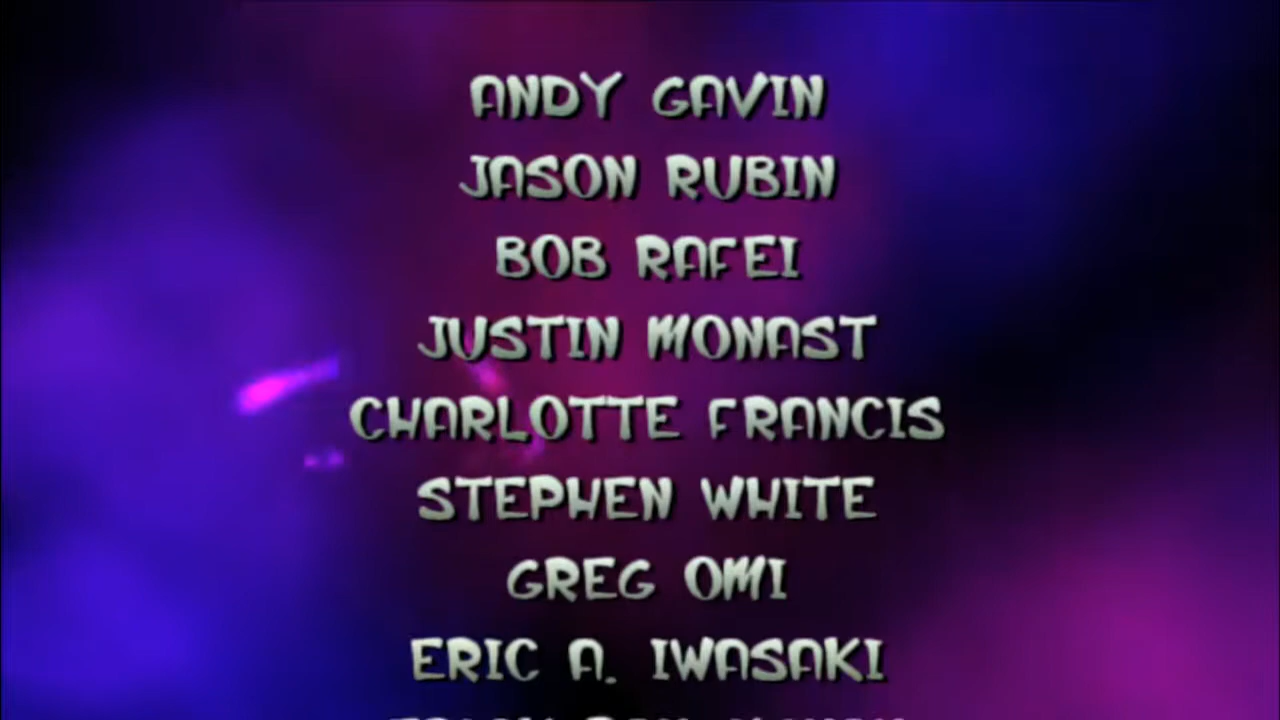 ANDY GAVIN
JASON RUBIN
BOB RAFEI
JUSTIN MONAST
CHARLOTTE FRANCIS
STEPHEN WHITE
GREG OMI
ERIC A. IWASAKI